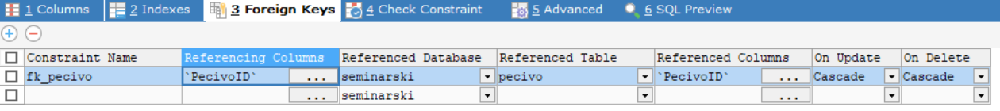 1 Columns 2 Indexes 3 Foreign Keys 4 Check Constraint 5 Advanced 6 SQL Preview
Constraint Name Referencing Columns Referenced Database Referenced Table Referenced Columns On Update On Delete
fk_pecivo `PecivoID` ... seminarski pecivo `PecivoID` ... Cascade Cascade
... seminarski ...